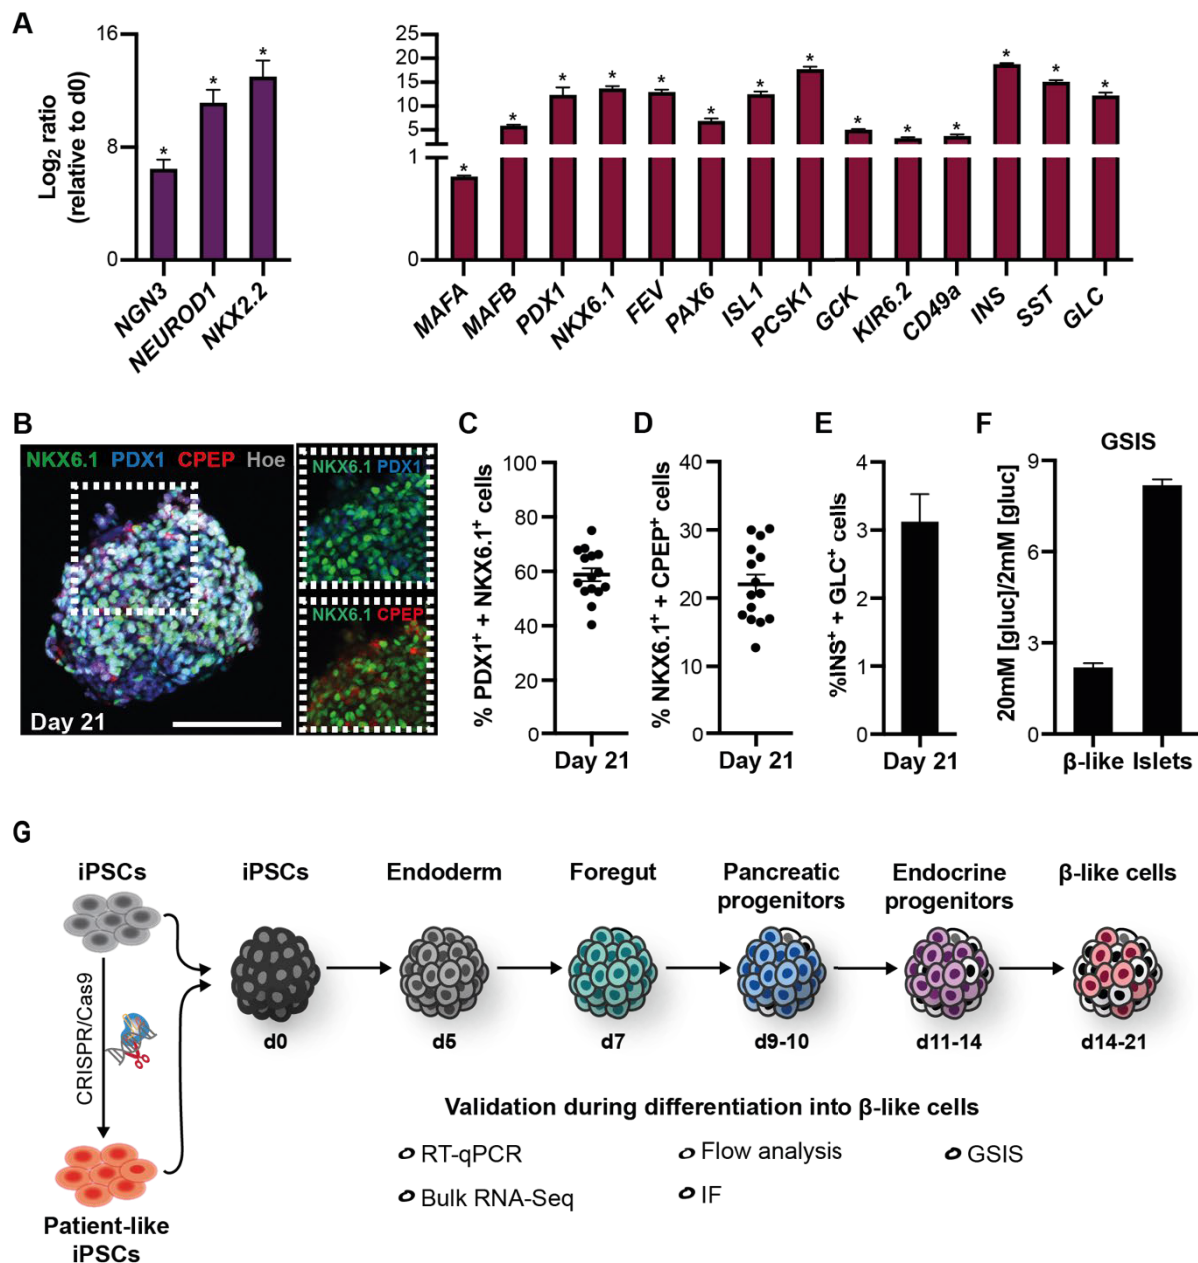 A
Log2 ratio
(relative to d0)
16
8
0
NGN3
NEUROD1
NKX2.2
25
20
15
10
5
1
0
MAFA
MAFB
PDX1
NKX6.1
FEV
PAX6
ISL1
PCSK1
GCK
KIR6.2
CD49a
INS
SST
GLC
* * *
* * * * * * * * * * * * * *
B
NKX6.1 PDX1 CPEP Hoe
Day 21
NKX6.1 PDX1
NKX6.1 CPEP
C
% PDX1+ + NKX6.1+ cells
100
80
60
40
20
0
Day 21
D
% NKX6.1+ + CPEP+ cells
40
30
20
10
0
Day 21
E
%INS+ + GLC+ cells
4
3
2
1
0
Day 21
F
GSIS
20mM [gluc]/2mM [gluc]
9
6
3
0
β-like Islets
G
iPSCs
CRISPR/Cas9
Patient-like
iPSCs
iPSCs
d0
Endoderm
d5
Foregut
d7
Pancreatic
progenitors
d9-10
Endocrine
progenitors
d11-14
β-like cells
d14-21
Validation during differentiation into β-like cells
RT-qPCR
Flow analysis
GSIS
Bulk RNA-Seq
IF